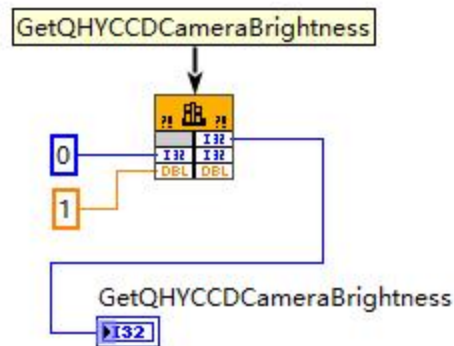 GetQHYCCDCameraBrightness
?! ?!
I32
0
I32 I32
DBL DBL
1
GetQHYCCDCameraBrightness
I32